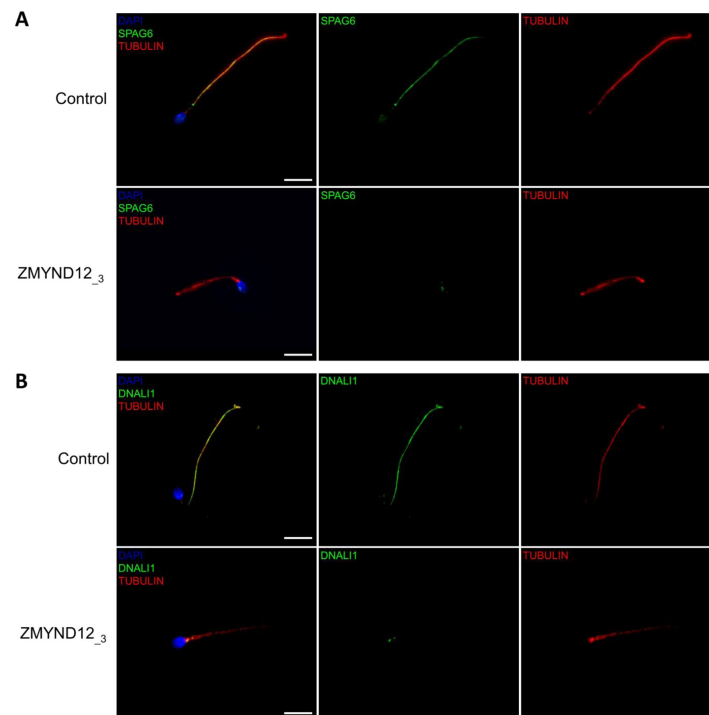 A
DAPI
SPAG6
TUBULIN
SPAG6
TUBULIN
Control
DAPI
SPAG6
TUBULIN
SPAG6
TUBULIN
ZMYND12_3
B
DAPI
DNALI1
TUBULIN
DNALI1
TUBULIN
Control
DAPI
DNALI1
TUBULIN
DNALI1
TUBULIN
ZMYND12_3